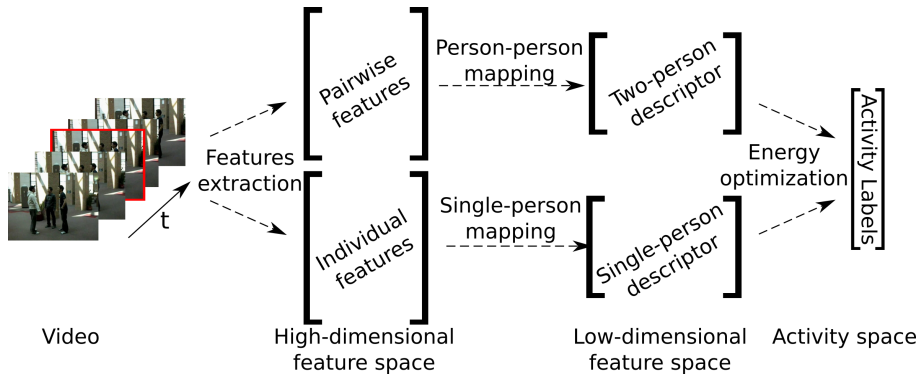 Pairwise
features
Person-person
mapping
Two-person
descriptor
Features
extraction
t
Energy
optimization
Activity Labels
Individual
features
Single-person
mapping
Single-person
descriptor
Video
High-dimensional
feature space
Low-dimensional
feature space
Activity space